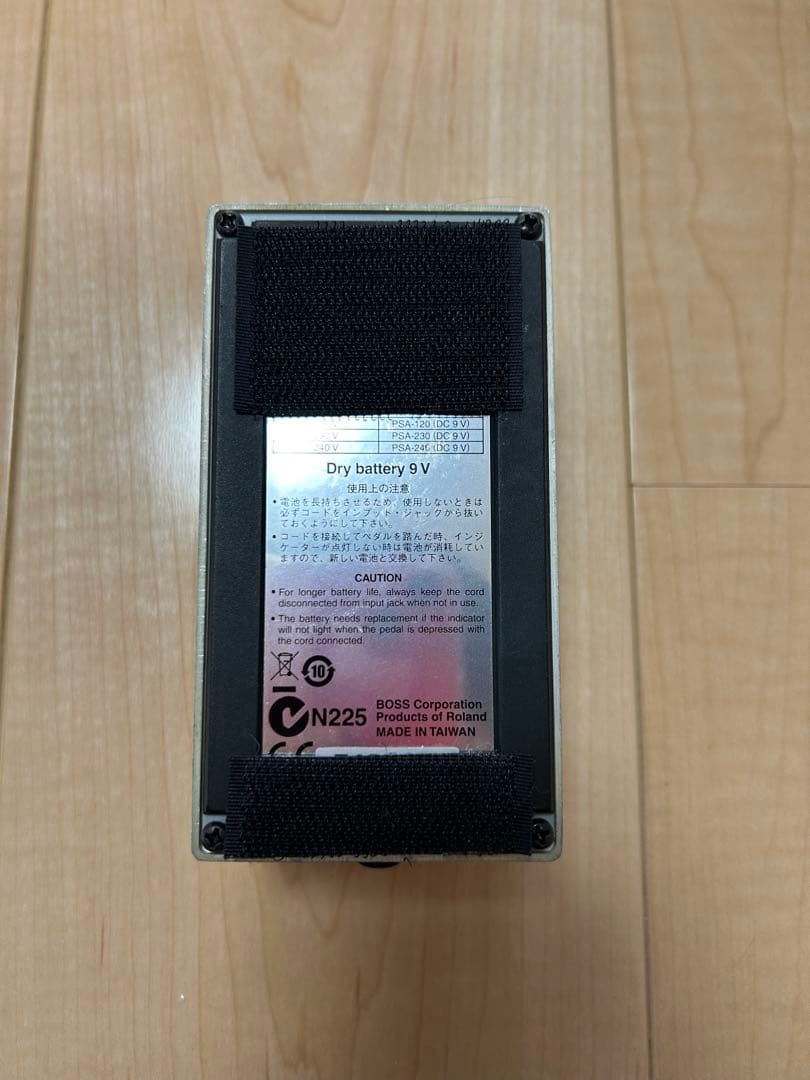 PSA-120 (DC 9 V)
PSA-230 (DC 9 V)
240 V PSA-240 (DC 9 V)
Dry battery 9 V
使用上の注意
• 電池を長持ちさせるため、使用しないときは
必ずコードをインプット・ジャックから抜い
ておくようにして下さい。
• コードを接続してペダルを踏んだ時、インジ
ケーターが点灯しない時は電池が消耗してい
ますので、新しい電池と交換して下さい。
CAUTION
• For longer battery life, always keep the cord
disconnected from input jack when not in use.
• The battery needs replacement if the indicator
will not light when the pedal is depressed with
the cord connected.
10
N225
BOSS Corporation
Products of Roland
MADE IN TAIWAN
CE